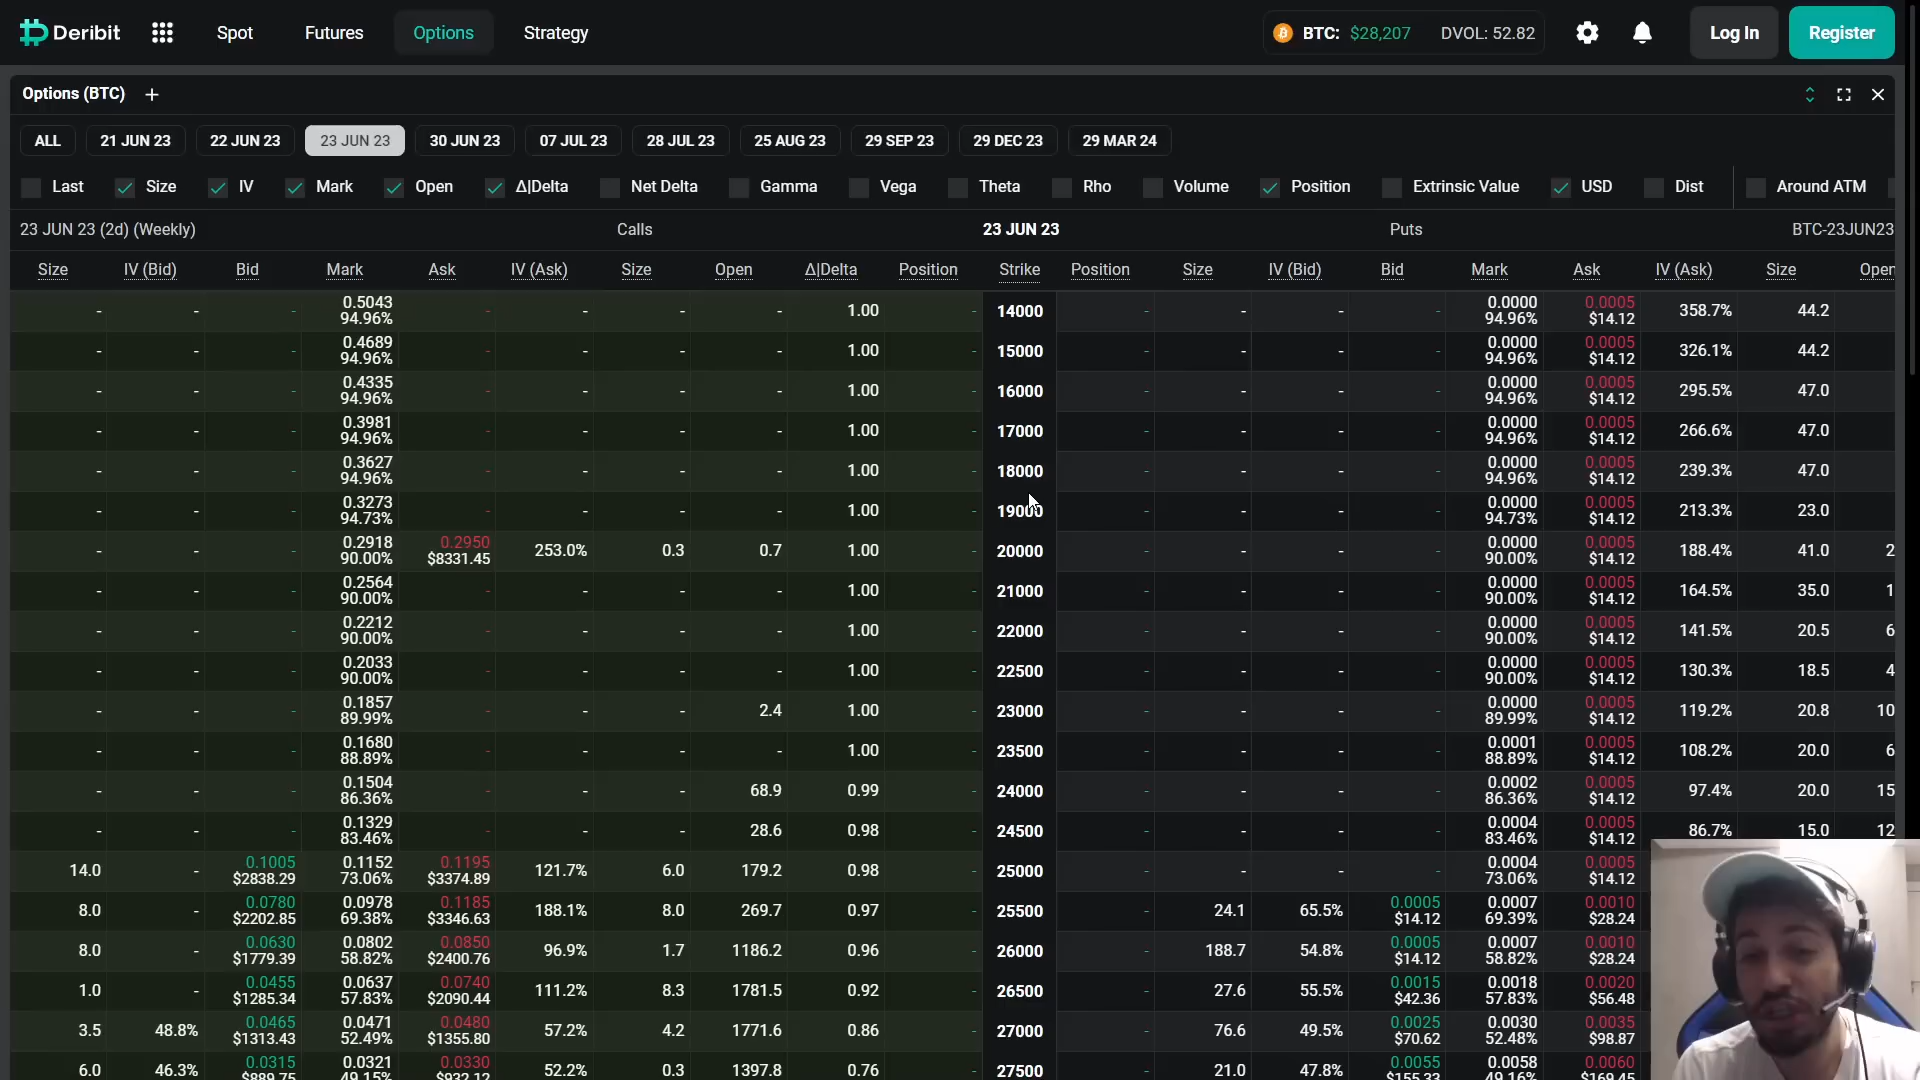 Deribit Spot Futures Options Strategy BTC: $28,207 DVOL: 52.82 Log In Register
Options (BTC) +
ALL 21 JUN 23 22 JUN 23 23 JUN 23 30 JUN 23 07 JUL 23 28 JUL 23 25 AUG 23 29 SEP 23 29 DEC 23 29 MAR 24
Last Size IV Mark Open Δ|Delta Net Delta Gamma Vega Theta Rho Volume Position Extrinsic Value USD Dist Around ATM
23 JUN 23 (2d) (Weekly) Calls 23 JUN 23 Puts BTC-23JUN23
Size IV (Bid) Bid Mark Ask IV (Ask) Size Open Δ|Delta Position Strike Position Size IV (Bid) Bid Mark Ask IV (Ask) Size Open
0.5043 0.0000 0.0005
- - - - - - - 1.00 - 14000 - - - - 358.7% 44.2
94.96% 94.96% $14.12
0.4689 0.0000 0.0005
- - - - - - - 1.00 - 15000 - - - - 326.1% 44.2
94.96% 94.96% $14.12
0.4335 0.0000 0.0005
- - - - - - - 1.00 - 16000 - - - - 295.5% 47.0
94.96% 94.96% $14.12
0.3981 0.0000 0.0005
- - - - - - - 1.00 - 17000 - - - - 266.6% 47.0
94.96% 94.96% $14.12
0.3627 0.0000 0.0005
- - - - - - - 1.00 - 18000 - - - - 239.3% 47.0
94.96% 94.96% $14.12
0.3273 0.0000 0.0005
- - - - - - - 1.00 - 19000 - - - - 213.3% 23.0
94.73% 94.73% $14.12
0.2918 0.2950 0.0000 0.0005
- - - 253.0% 0.3 0.7 1.00 - 20000 - - - - 188.4% 41.0 2
90.00% $8331.45 90.00% $14.12
0.2564 0.0000 0.0005
- - - - - - - 1.00 - 21000 - - - - 164.5% 35.0 1
90.00% 90.00% $14.12
0.2212 0.0000 0.0005
- - - - - - - 1.00 - 22000 - - - - 141.5% 20.5 6
90.00% 90.00% $14.12
0.2033 0.0000 0.0005
- - - - - - - 1.00 - 22500 - - - - 130.3% 18.5 4
90.00% 90.00% $14.12
0.1857 0.0000 0.0005
- - - - - - 2.4 1.00 - 23000 - - - - 119.2% 20.8 10
89.99% 89.99% $14.12
0.1680 0.0001 0.0005
- - - - - - - 1.00 - 23500 - - - - 108.2% 20.0 6
88.89% 88.89% $14.12
0.1504 0.0002 0.0005
- - - - - - 68.9 0.99 - 24000 - - - - 97.4% 20.0 15
86.36% 86.36% $14.12
0.1329 0.0004 0.0005
- - - - - - 28.6 0.98 - 24500 - - - - 86.7% 15.0 12
83.46% 83.46% $14.12
0.1005 0.1152 0.1195 0.0004 0.0005
14.0 - 121.7% 6.0 179.2 0.98 - 25000 - - - -
$2838.29 73.06% $3374.89 73.06% $14.12
0.0780 0.0978 0.1185 0.0005 0.0007 0.0010
8.0 - 188.1% 8.0 269.7 0.97 - 25500 - 24.1 65.5%
$2202.85 69.38% $3346.63 $14.12 69.39% $28.24
0.0630 0.0802 0.0850 0.0005 0.0007 0.0010
8.0 - 96.9% 1.7 1186.2 0.96 - 26000 - 188.7 54.8%
$1779.39 58.82% $2400.76 $14.12 58.82% $28.24
0.0455 0.0637 0.0740 0.0015 0.0018 0.0020
1.0 - 111.2% 8.3 1781.5 0.92 - 26500 - 27.6 55.5%
$1285.34 57.83% $2090.44 $42.36 57.83% $56.48
0.0465 0.0471 0.0480 0.0025 0.0030 0.0035
3.5 48.8% 57.2% 4.2 1771.6 0.86 - 27000 - 76.6 49.5%
$1313.43 52.49% $1355.80 $70.62 52.48% $98.87
0.0315 0.0321 0.0330 0.0055 0.0058 0.0060
6.0 46.3% 52.2% 0.3 1397.8 0.76 - 27500 - 21.0 47.8%
$889.75 49.15% $932.12 $155.33 49.16% $169.45